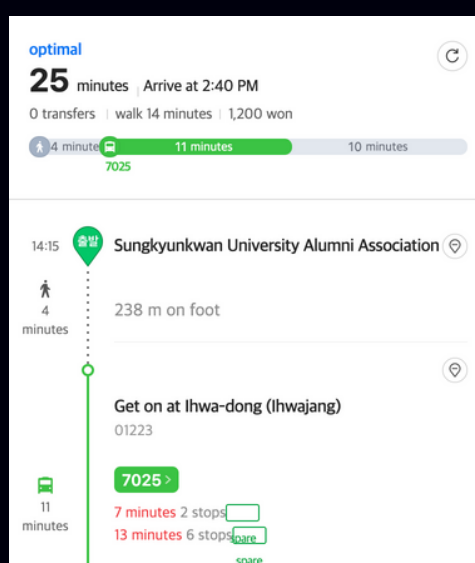 optimal
25 minutes Arrive at 2:40 PM
0 transfers walk 14 minutes 1,200 won
4 minute 11 minutes 10 minutes
7025
14:15 출발 Sungkyunkwan University Alumni Association
4
minutes
238 m on foot
Get on at Ihwa-dong (Ihwajang)
01223
7025 >
11
minutes
7 minutes 2 stops
13 minutes 6 stops spare
spare